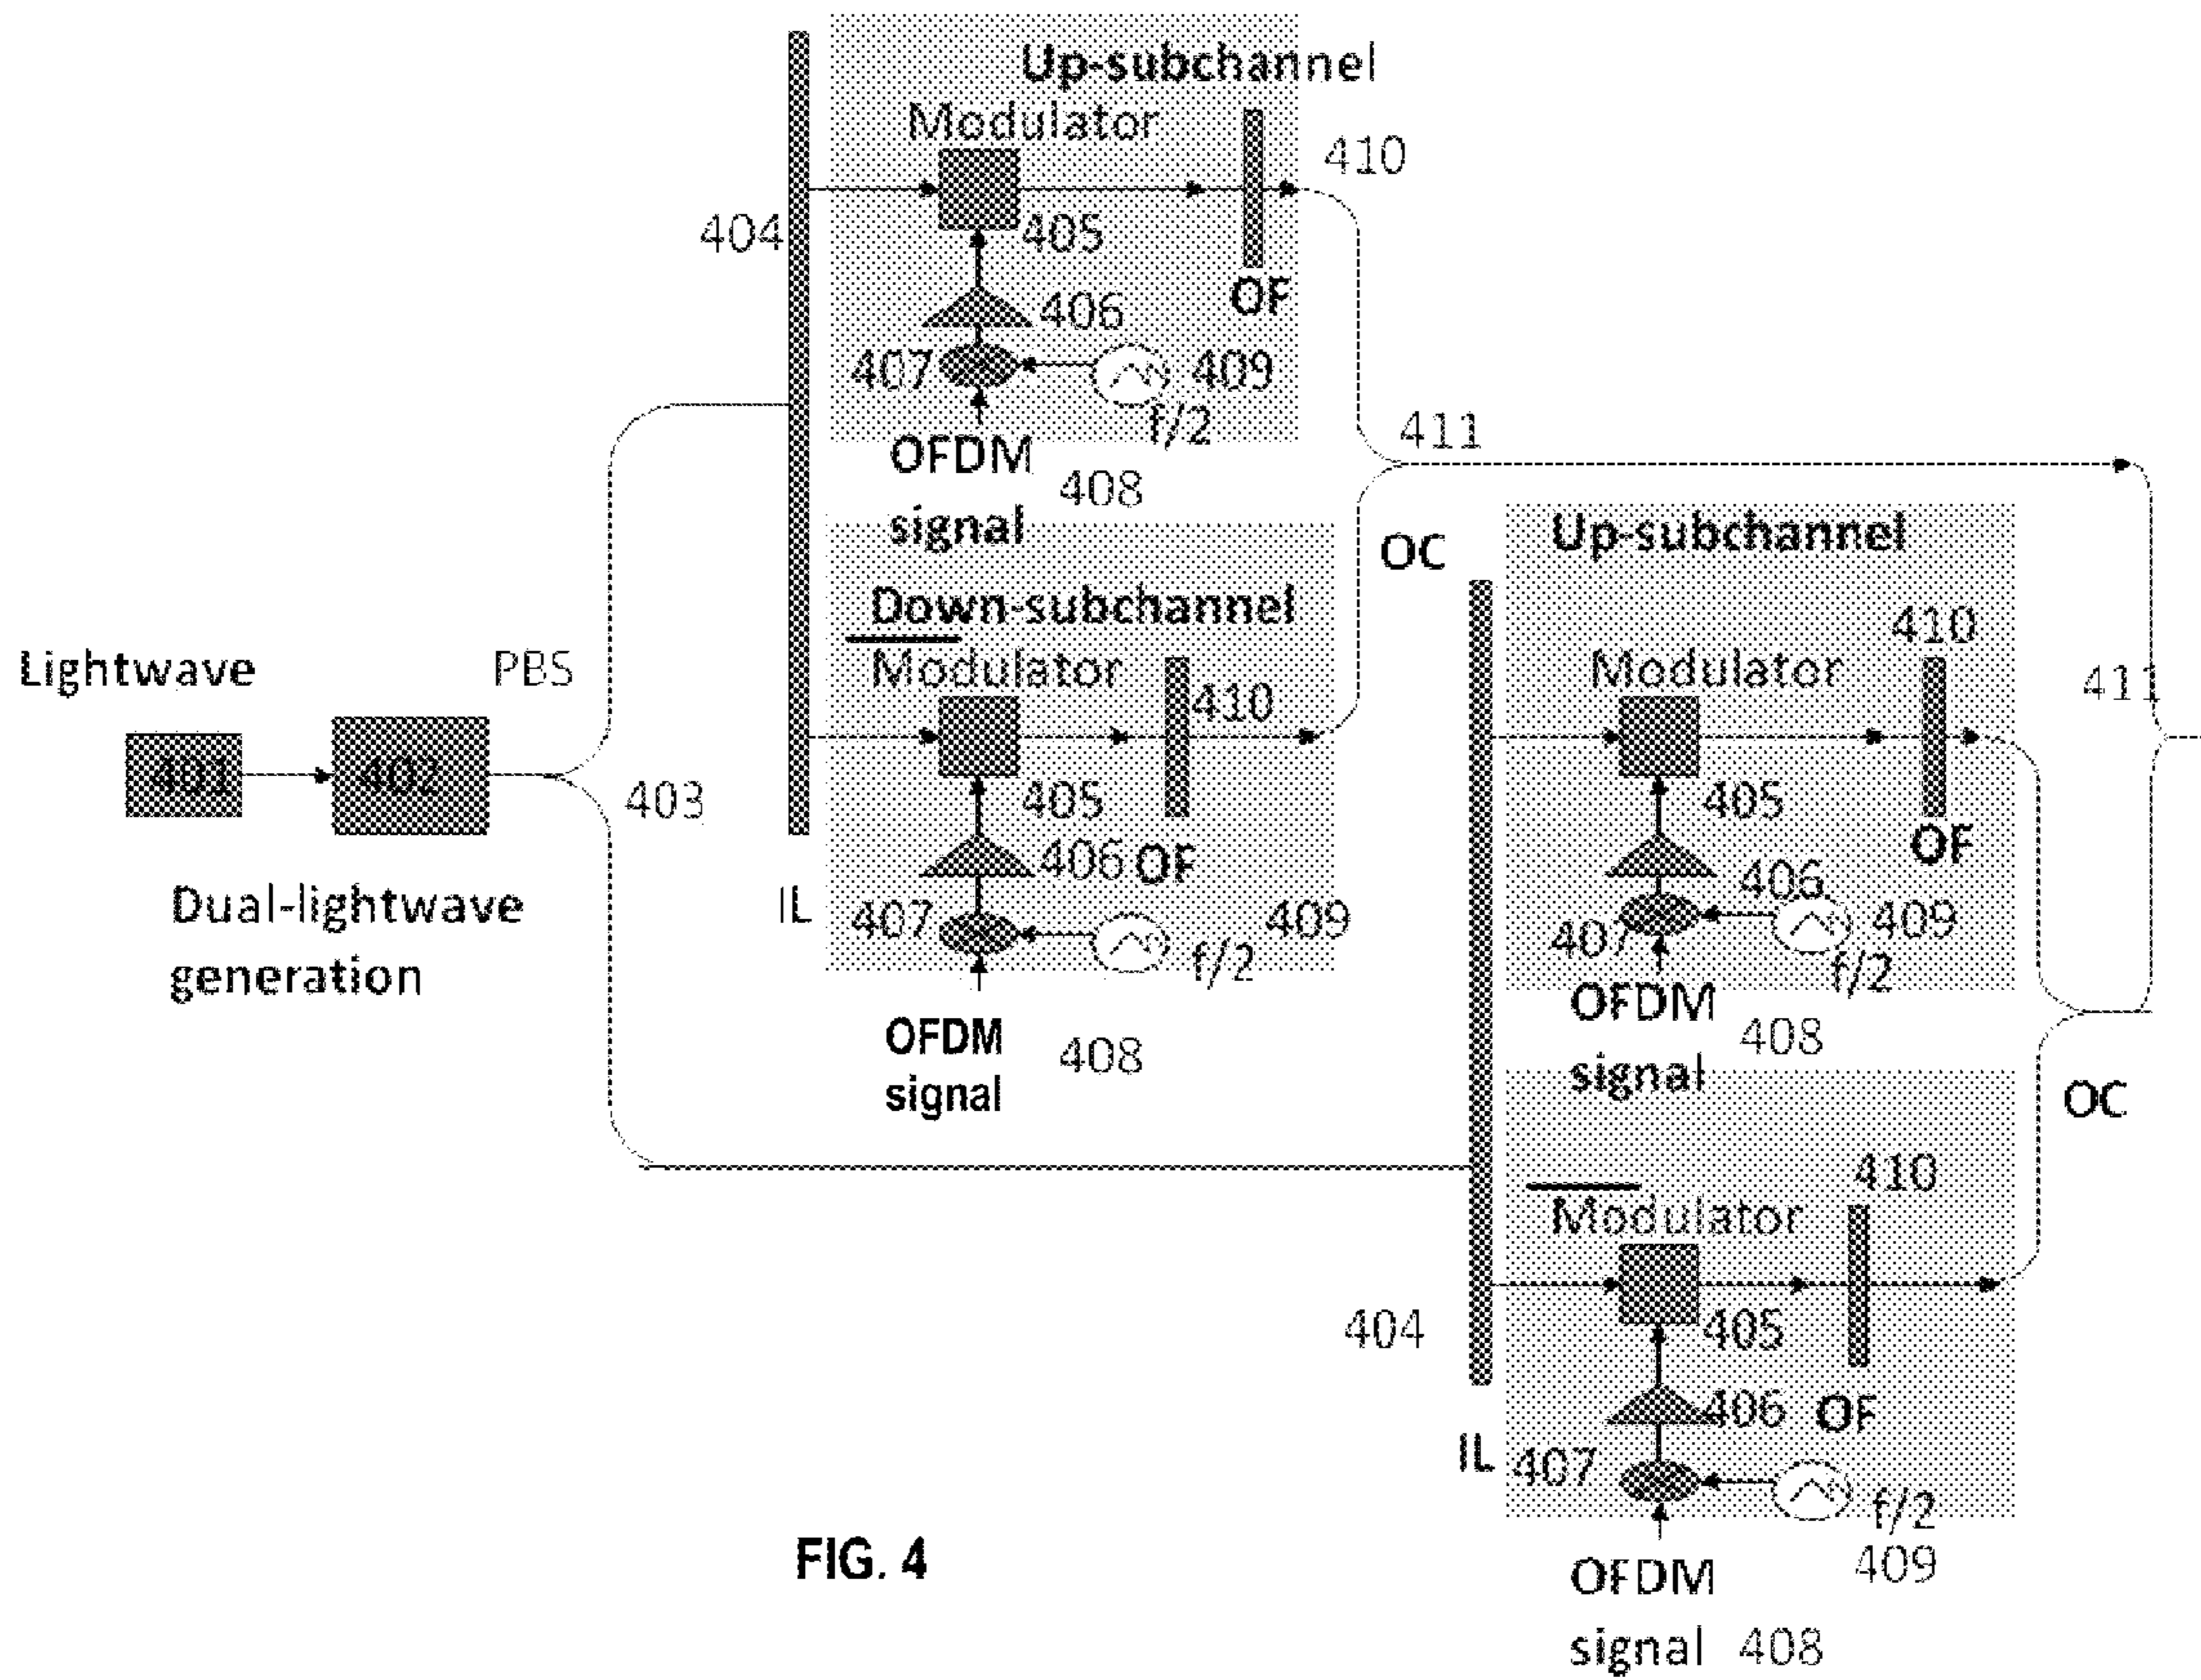 Up-subchannel
Modulator
410
404
405
OF
406
407
409
f/2
411
OFDM
408
signal
OC
Up-subchannel
Down-subchannel
Modulator
410
405
406
OF
407
409
f/2
OFDM
408
signal
Lightwave
PBS
401
402
403
Dual-lightwave
generation
IL
410
Modulator
411
405
OF
406
407
409
f/2
OFDM
408
signal
OC
410
Modulator
404
405
406
OF
IL
407
f/2
409
OFDM
signal
408
FIG. 4